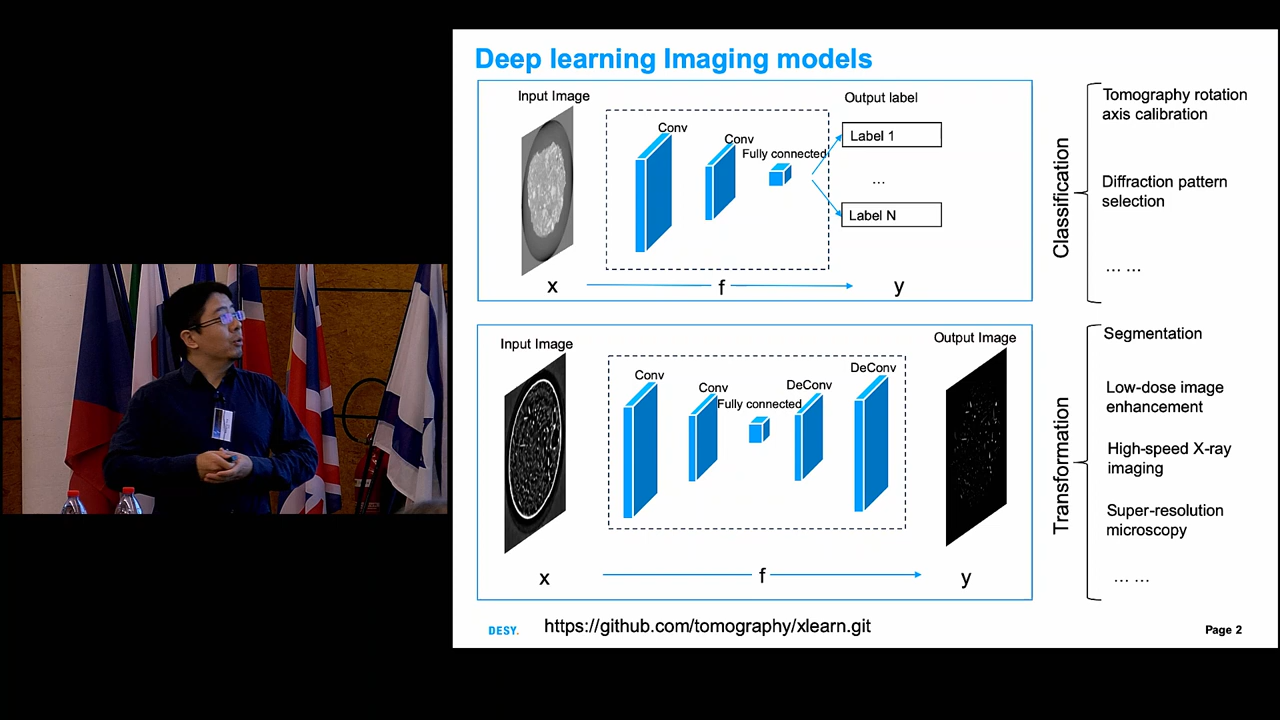 Deep learning Imaging models
Input Image
Conv
Conv
Fully connected
Output label
Label 1
...
Label N
x
f
y
Classification
Tomography rotation
axis calibration
Diffraction pattern
selection
... ...
Input Image
Conv
Conv
Fully connected
DeConv
DeConv
Output Image
x
f
y
Transformation
Segmentation
Low-dose image
enhancement
High-speed X-ray
imaging
Super-resolution
microscopy
... ...
DESY.
https://github.com/tomography/xlearn.git
Page 2